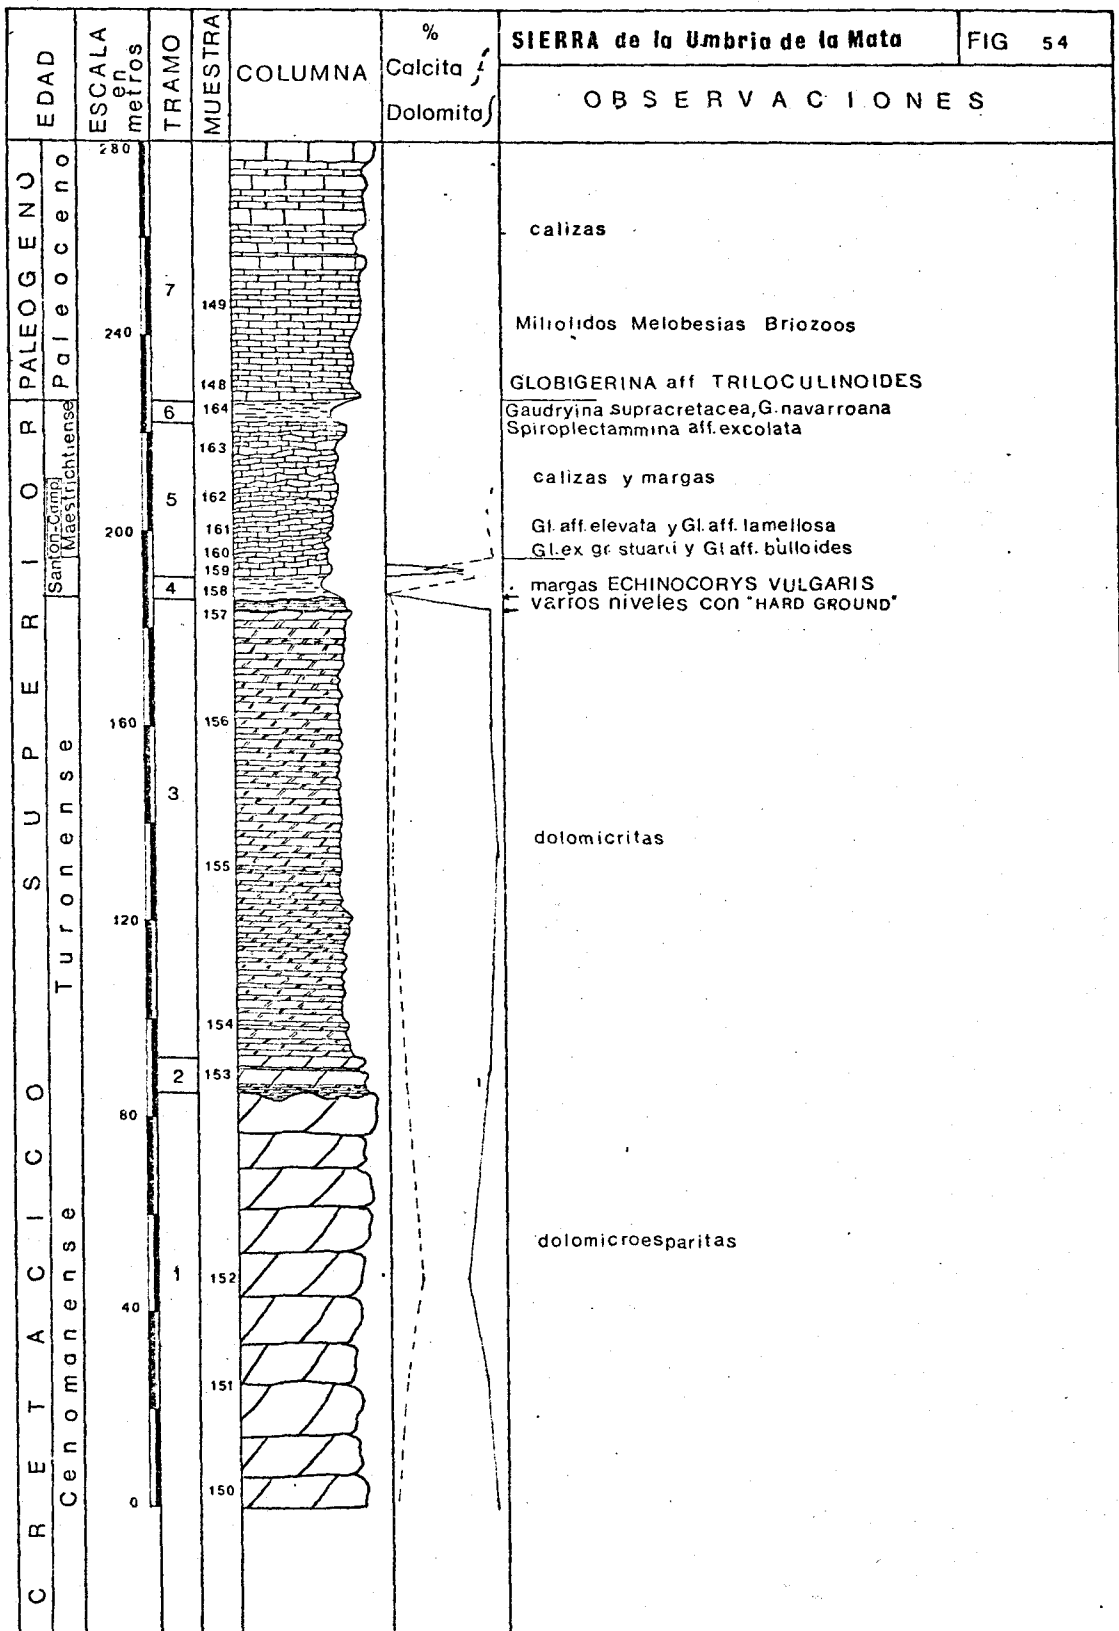 EDAD
ESCALA en metros
TRAMO
MUESTRA
COLUMNA
%
Calcita
Dolomita
SIERRA de la Umbria de la Mata
FIG 54
OBSERVACIONES
PALEOGENO
Paleoceno
CRETACICO SUPERIOR
Maestrichtiense
Santon-Camp
Turonense
Cenomanense
280
240
200
160
120
80
40
0
7
6
5
4
3
2
1
149
148
164
163
162
161
160
159
158
157
156
155
154
153
152
151
150
calizas
Miliolidos Melobesias Briozoos
GLOBIGERINA aff TRILOCULINOIDES
Gaudryina supracretacea, G. navarroana
Spiroplectammina aff. excolata
calizas y margas
Gl. aff. elevata y Gl. aff. lamellosa
Gl. ex gr. stuarti y Gl aff. bulloides
margas ECHINOCORYS VULGARIS
varros niveles con "HARD GROUND"
dolomicritas
dolomicroesparitas